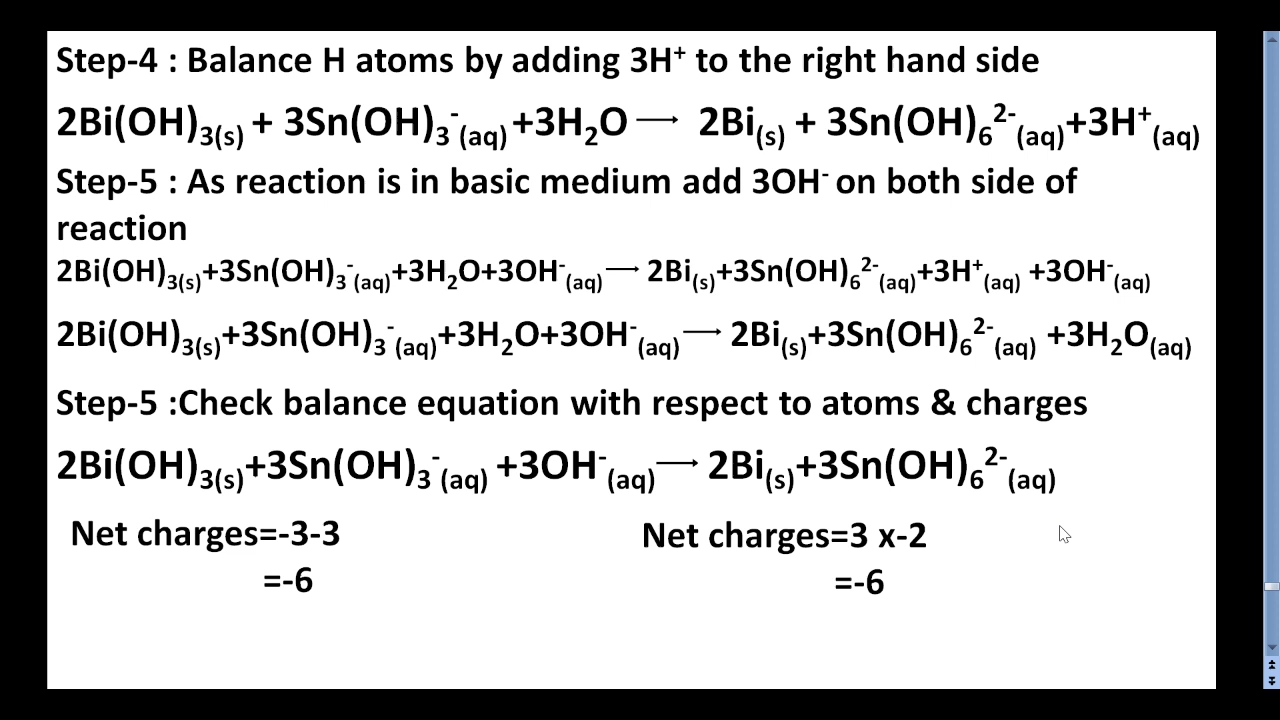 Step-4 : Balance H atoms by adding 3H⁺ to the right hand side
2Bi(OH)₃₍ₛ₎ + 3Sn(OH)₃⁻(aq) +3H₂O → 2Bi₍ₛ₎ + 3Sn(OH)₆²⁻(aq)+3H⁺(aq)
Step-5 : As reaction is in basic medium add 3OH⁻ on both side of
reaction
2Bi(OH)₃₍ₛ₎+3Sn(OH)₃⁻(aq)+3H₂O+3OH⁻(aq) → 2Bi₍ₛ₎+3Sn(OH)₆²⁻(aq)+3H⁺(aq) +3OH⁻(aq)
2Bi(OH)₃₍ₛ₎+3Sn(OH)₃⁻(aq)+3H₂O+3OH⁻(aq) → 2Bi₍ₛ₎+3Sn(OH)₆²⁻(aq) +3H₂O(aq)
Step-5 :Check balance equation with respect to atoms & charges
2Bi(OH)₃₍ₛ₎+3Sn(OH)₃⁻(aq) +3OH⁻(aq) → 2Bi₍ₛ₎+3Sn(OH)₆²⁻(aq)
Net charges=-3-3 Net charges=3 x-2
=-6 =-6